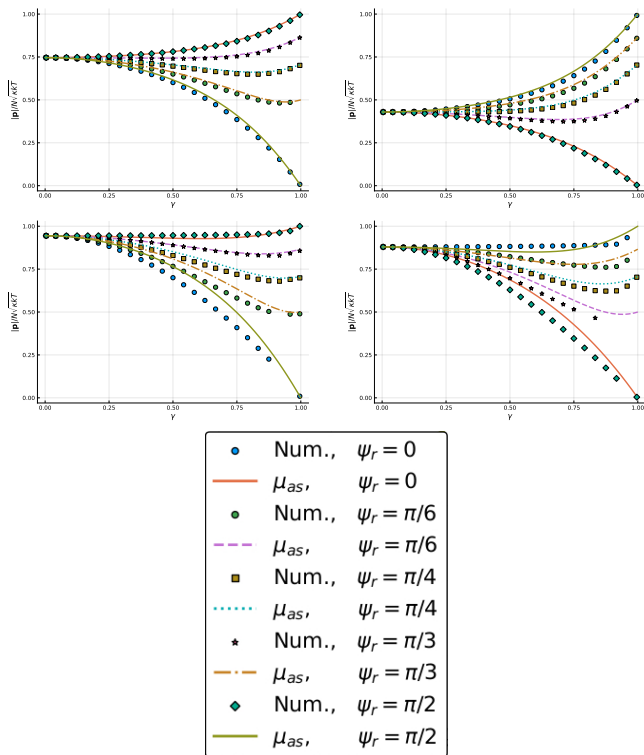 1.00
0.75
0.50
0.25
0.00
0.00 0.25 0.50 0.75 1.00
γ
|p|/N√κkT
1.00
0.75
0.50
0.25
0.00
0.00 0.25 0.50 0.75 1.00
γ
|p|/N√κkT
1.00
0.75
0.50
0.25
0.00
0.00 0.25 0.50 0.75 1.00
γ
|p|/N√κkT
1.00
0.75
0.50
0.25
0.00
0.00 0.25 0.50 0.75 1.00
γ
|p|/N√κkT
Num., ψr = 0
μas, ψr = 0
Num., ψr = π/6
μas, ψr = π/6
Num., ψr = π/4
μas, ψr = π/4
Num., ψr = π/3
μas, ψr = π/3
Num., ψr = π/2
μas, ψr = π/2